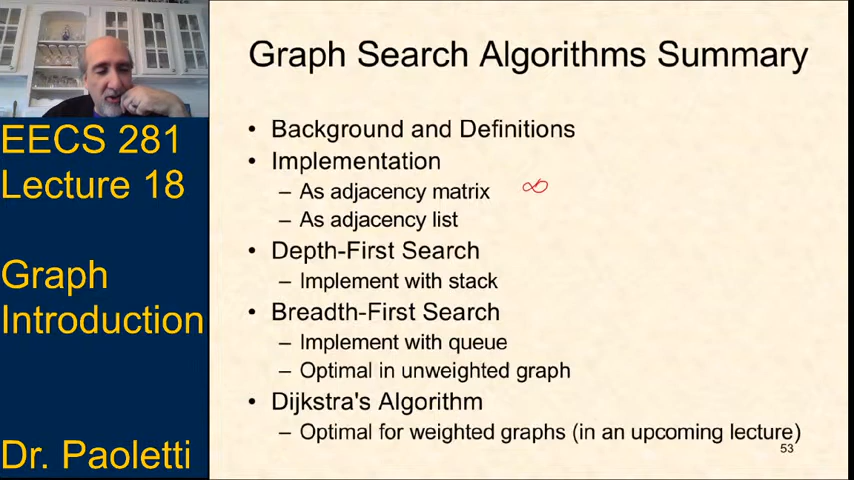 EECS 281
Lecture 18
Graph
Introduction
Dr. Paoletti
Graph Search Algorithms Summary
• Background and Definitions
• Implementation
– As adjacency matrix ∞
– As adjacency list
• Depth-First Search
– Implement with stack
• Breadth-First Search
– Implement with queue
– Optimal in unweighted graph
• Dijkstra's Algorithm
– Optimal for weighted graphs (in an upcoming lecture)
53